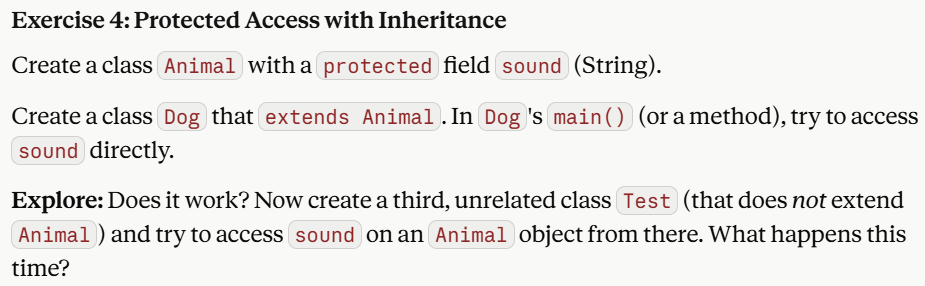 Exercise 4: Protected Access with Inheritance
Create a class Animal with a protected field sound (String).
Create a class Dog that extends Animal. In Dog's main() (or a method), try to access
sound directly.
Explore: Does it work? Now create a third, unrelated class Test (that does not extend
Animal) and try to access sound on an Animal object from there. What happens this
time?